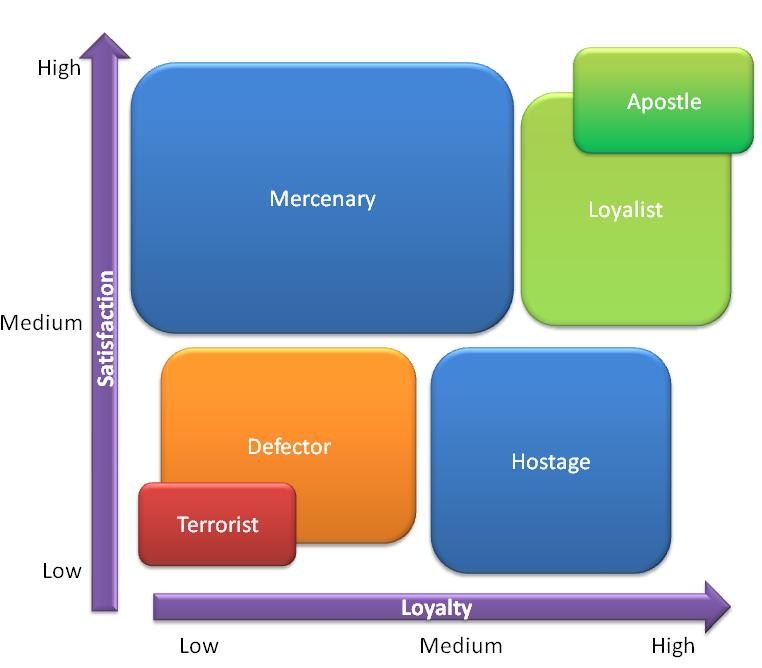 High
Apostle
Mercenary
Loyalist
Medium
Satisfaction
Defector
Hostage
Terrorist
Low
Loyalty
Low Medium High